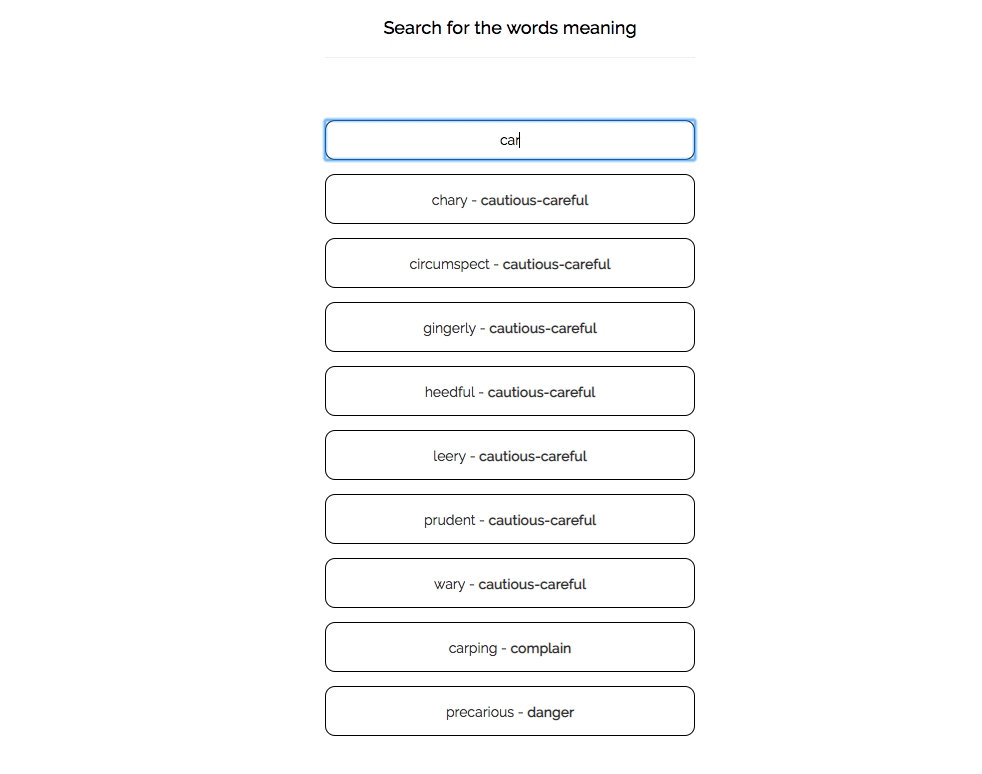 Search for the words meaning
car
chary - cautious-careful
circumspect - cautious-careful
gingerly - cautious-careful
heedful - cautious-careful
leery - cautious-careful
prudent - cautious-careful
wary - cautious-careful
carping - complain
precarious - danger